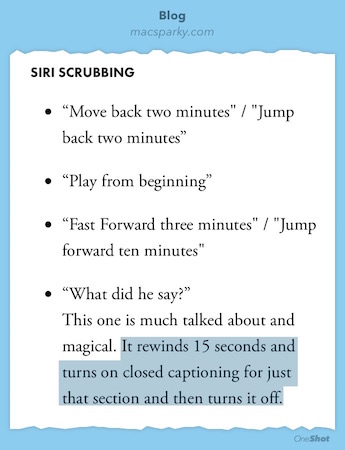 Blog
macsparky.com
SIRI SCRUBBING
• “Move back two minutes" / "Jump
back two minutes”
• “Play from beginning”
• “Fast Forward three minutes" / "Jump
forward ten minutes"
• “What did he say?”
This one is much talked about and
magical. It rewinds 15 seconds and
turns on closed captioning for just
that section and then turns it off.
OneShot